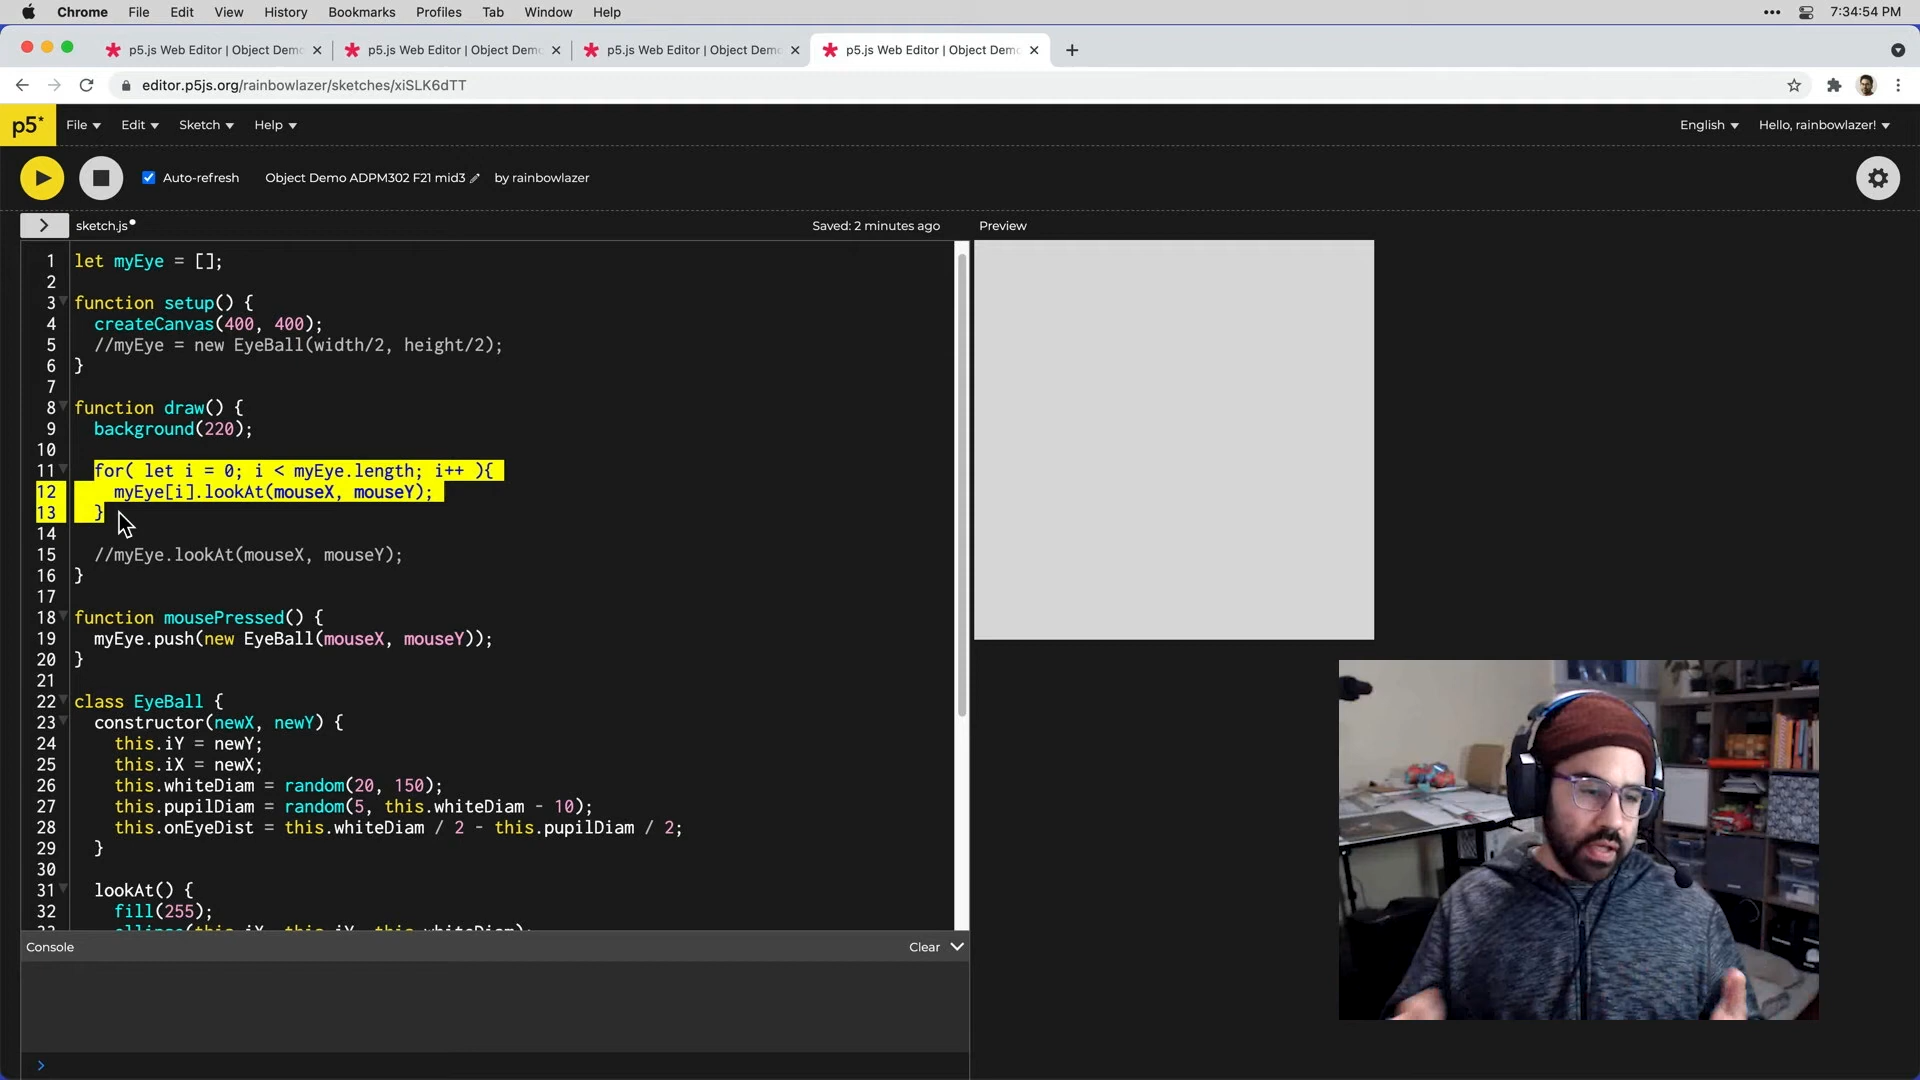 Chrome File Edit View History Bookmarks Profiles Tab Window Help 7:34:54 PM
p5.js Web Editor | Object Demo p5.js Web Editor | Object Demo p5.js Web Editor | Object Demo p5.js Web Editor | Object Demo
editor.p5js.org/rainbowlazer/sketches/xiSLK6dTT
p5* File Edit Sketch Help English Hello, rainbowlazer!
Auto-refresh Object Demo ADPM302 F21 mid3 by rainbowlazer
sketch.js Saved: 2 minutes ago Preview
1 let myEye = [];
2
3 function setup() {
4 createCanvas(400, 400);
5 //myEye = new EyeBall(width/2, height/2);
6 }
7
8 function draw() {
9 background(220);
10
11 for( let i = 0; i < myEye.length; i++ ){
12 myEye[i].lookAt(mouseX, mouseY);
13 }
14
15 //myEye.lookAt(mouseX, mouseY);
16 }
17
18 function mousePressed() {
19 myEye.push(new EyeBall(mouseX, mouseY));
20 }
21
22 class EyeBall {
23 constructor(newX, newY) {
24 this.iY = newY;
25 this.iX = newX;
26 this.whiteDiam = random(20, 150);
27 this.pupilDiam = random(5, this.whiteDiam - 10);
28 this.onEyeDist = this.whiteDiam / 2 - this.pupilDiam / 2;
29 }
30
31 lookAt() {
32 fill(255);
33 ellipse(this.iX, this.iY, this.whiteDiam);
Console Clear
>